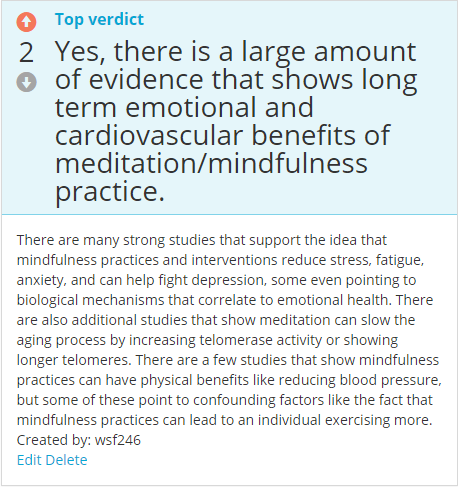 Top verdict
2
Yes, there is a large amount
of evidence that shows long
term emotional and
cardiovascular benefits of
meditation/mindfulness
practice.
There are many strong studies that support the idea that
mindfulness practices and interventions reduce stress, fatigue,
anxiety, and can help fight depression, some even pointing to
biological mechanisms that correlate to emotional health. There
are also additional studies that show meditation can slow the
aging process by increasing telomerase activity or showing
longer telomeres. There are a few studies that show mindfulness
practices can have physical benefits like reducing blood pressure,
but some of these point to confounding factors like the fact that
mindfulness practices can lead to an individual exercising more.
Created by: wsf246
Edit Delete